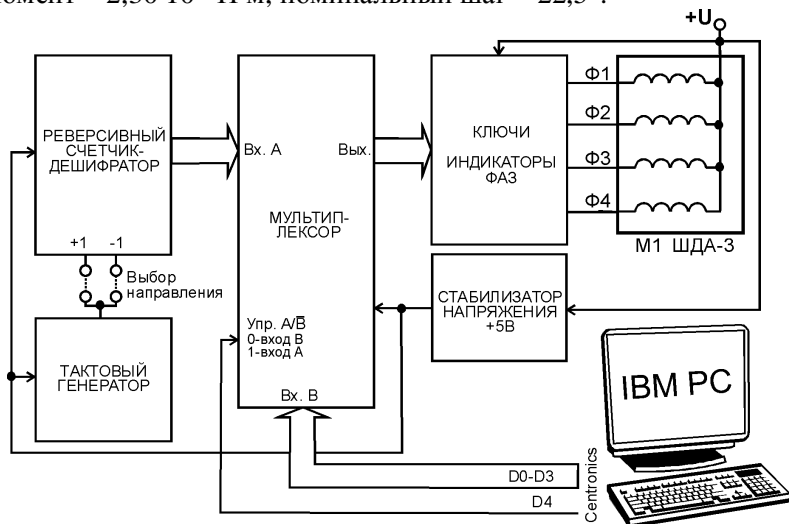 момент – 2,50·10 Н·м, номинальный шаг – 22,5°.
+U
РЕВЕРСИВНЫЙ
СЧЕТЧИК-
ДЕШИФРАТОР
+1 -1
Выбор
направления
ТАКТОВЫЙ
ГЕНЕРАТОР
Вх. А
Вых.
МУЛЬТИП-
ЛЕКСОР
Упр. А/B̅
0-вход В
1-вход А
Вх. В
КЛЮЧИ
ИНДИКАТОРЫ
ФАЗ
Ф1
Ф2
Ф3
Ф4
М1 ШДА-3
СТАБИЛИЗАТОР
НАПРЯЖЕНИЯ
+5В
IBM PC
D0-D3
D4
Centronics